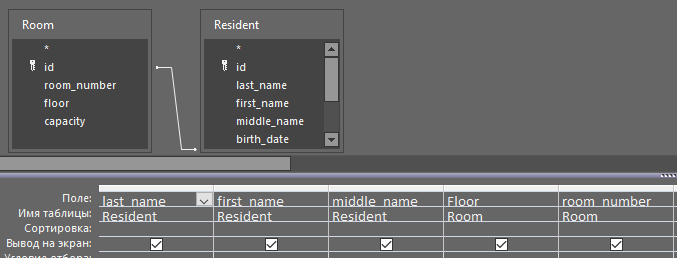 Room
*
id
room_number
floor
capacity
Resident
*
id
last_name
first_name
middle_name
birth_date
Поле: last_name first_name middle_name Floor room_number
Имя таблицы: Resident Resident Resident Room Room
Сортировка:
Вывод на экран:
Условие отбора: